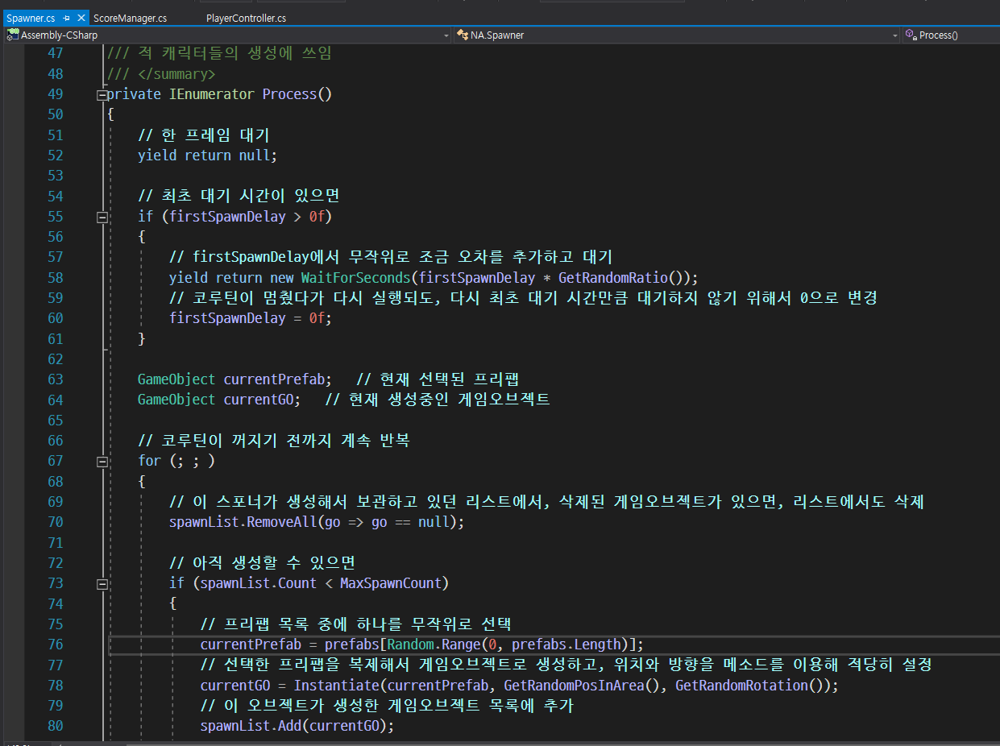 Spawner.cs ScoreManager.cs PlayerController.cs
Assembly-CSharp NA.Spawner Process()
47 /// 적 캐릭터들의 생성에 쓰임
48 /// </summary>
49 private IEnumerator Process()
50 {
51 // 한 프레임 대기
52 yield return null;
53
54 // 최초 대기 시간이 있으면
55 if (firstSpawnDelay > 0f)
56 {
57 // firstSpawnDelay에서 무작위로 조금 오차를 추가하고 대기
58 yield return new WaitForSeconds(firstSpawnDelay * GetRandomRatio());
59 // 코루틴이 멈췄다가 다시 실행되도, 다시 최초 대기 시간만큼 대기하지 않기 위해서 0으로 변경
60 firstSpawnDelay = 0f;
61 }
62
63 GameObject currentPrefab; // 현재 선택된 프리팹
64 GameObject currentGO; // 현재 생성중인 게임오브젝트
65
66 // 코루틴이 꺼지기 전까지 계속 반복
67 for (; ; )
68 {
69 // 이 스포너가 생성해서 보관하고 있던 리스트에서, 삭제된 게임오브젝트가 있으면, 리스트에서도 삭제
70 spawnList.RemoveAll(go => go == null);
71
72 // 아직 생성할 수 있으면
73 if (spawnList.Count < MaxSpawnCount)
74 {
75 // 프리팹 목록 중에 하나를 무작위로 선택
76 currentPrefab = prefabs[Random.Range(0, prefabs.Length)];
77 // 선택한 프리팹을 복제해서 게임오브젝트로 생성하고, 위치와 방향을 메소드를 이용해 적당히 설정
78 currentGO = Instantiate(currentPrefab, GetRandomPosInArea(), GetRandomRotation());
79 // 이 오브젝트가 생성한 게임오브젝트 목록에 추가
80 spawnList.Add(currentGO);